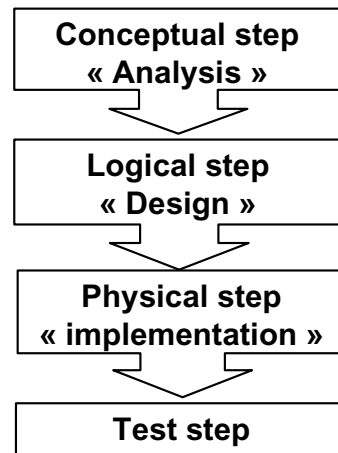 Conceptual step
« Analysis »
Logical step
« Design »
Physical step
« implementation »
Test step